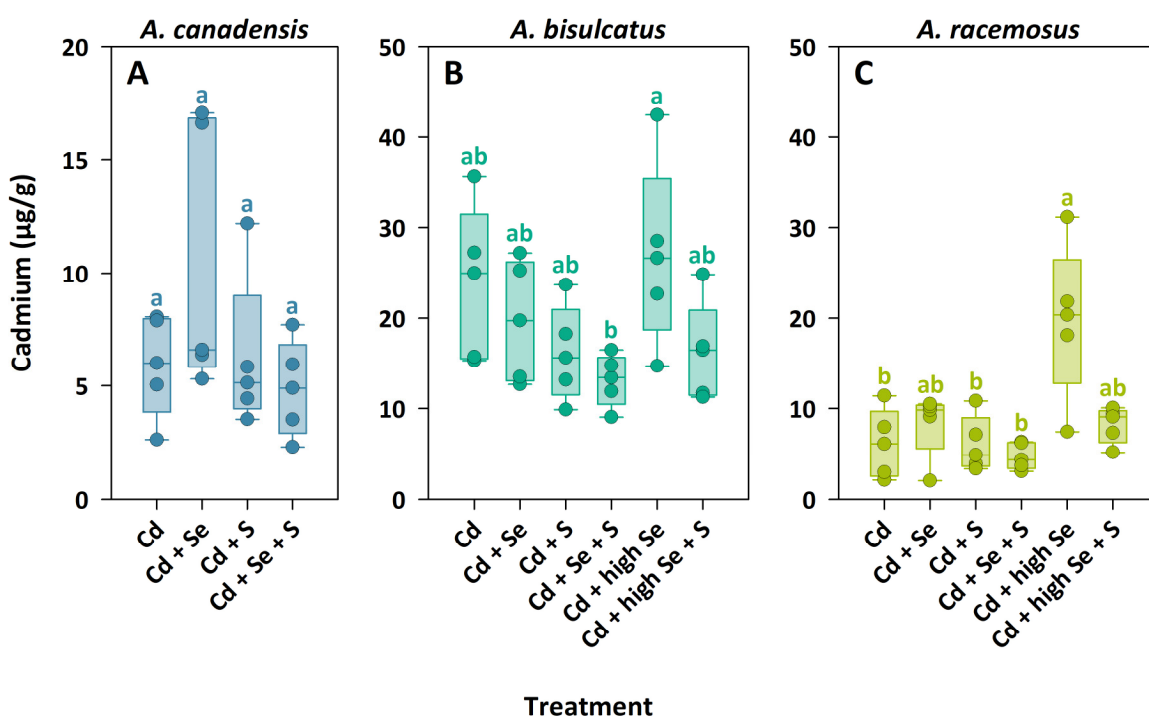 A. canadensis
A. bisulcatus
A. racemosus
Cadmium (µg/g)
A
20
15
10
5
0
a
a
a
a
Cd
Cd + Se
Cd + S
Cd + Se + S
B
50
40
30
20
10
0
ab
ab
ab
b
a
ab
Cd
Cd + Se
Cd + S
Cd + Se + S
Cd + high Se
Cd + high Se + S
C
50
40
30
20
10
0
b
ab
b
b
a
ab
Cd
Cd + Se
Cd + S
Cd + Se + S
Cd + high Se
Cd + high Se + S
Treatment